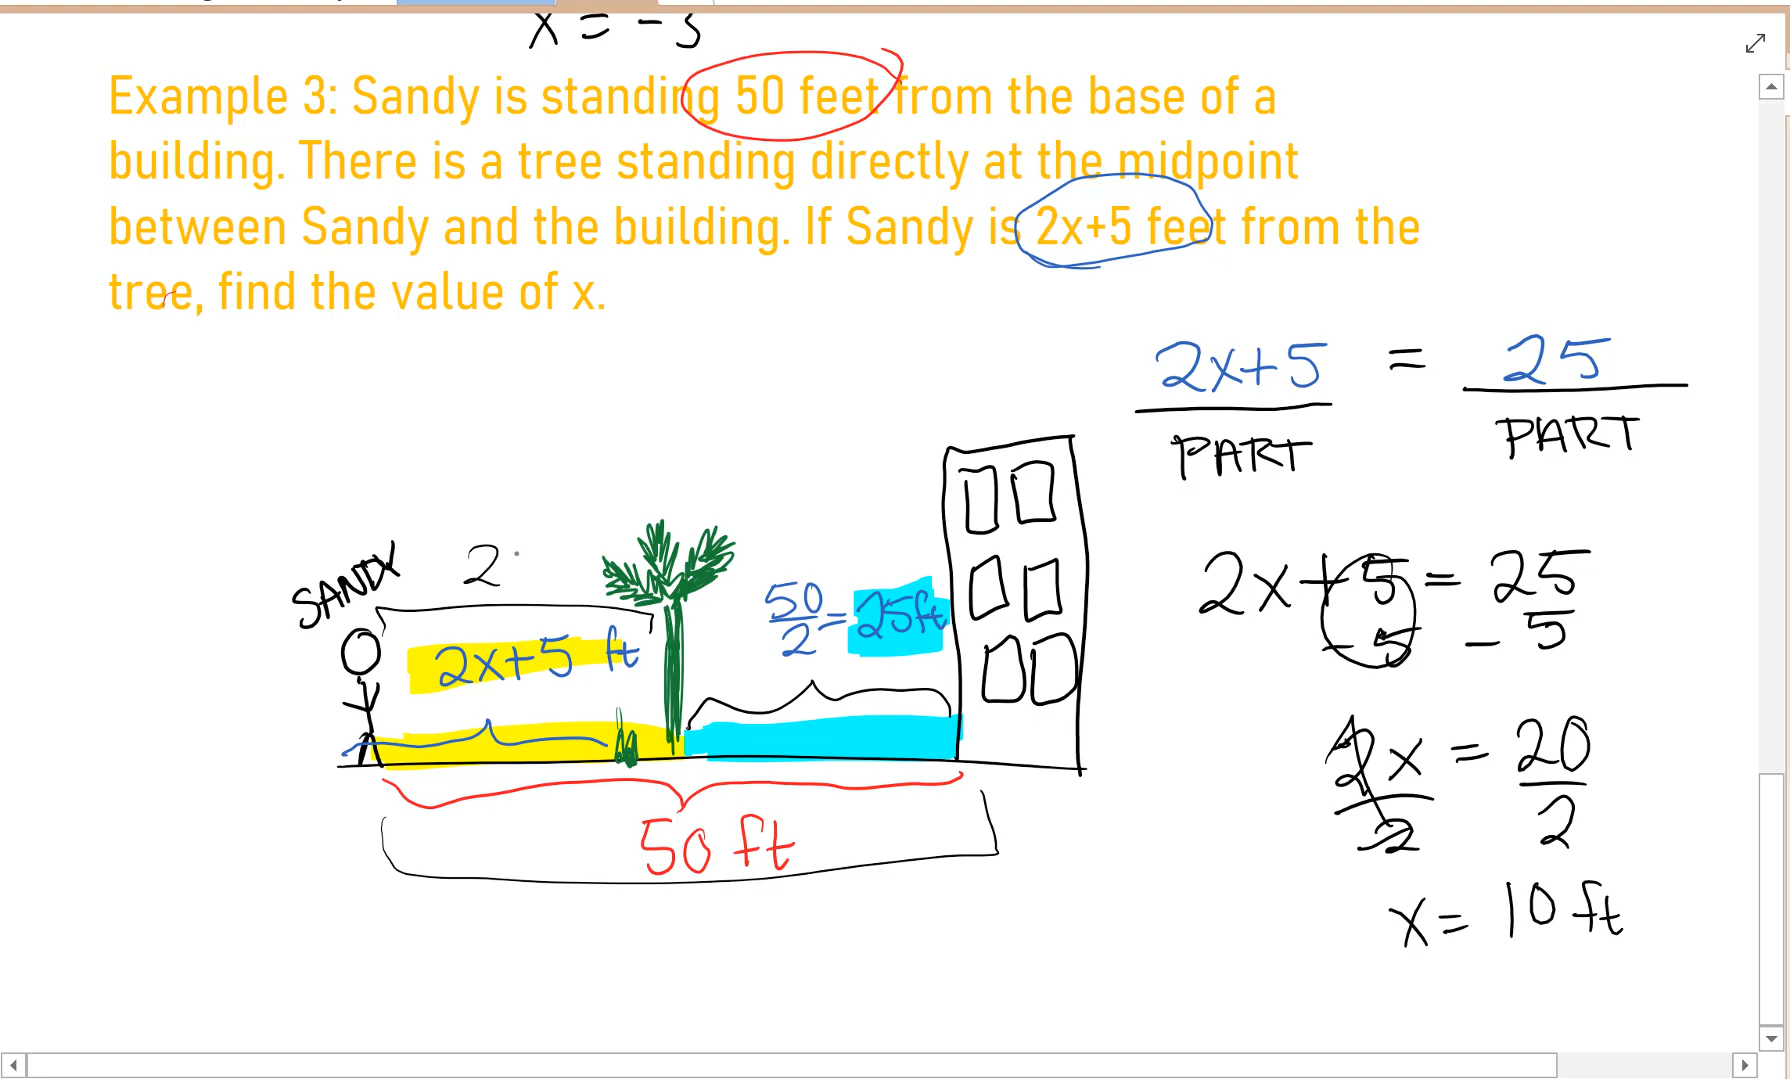 x = -3
Example 3: Sandy is standing 50 feet from the base of a
building. There is a tree standing directly at the midpoint
between Sandy and the building. If Sandy is 2x+5 feet from the
tree, find the value of x.
2x+5 = 25
PART PART
SANDY
2
50/2 = 25ft
2x+5 ft
50 ft
2x+5 = 25
-5 -5
2x/2 = 20/2
x = 10 ft